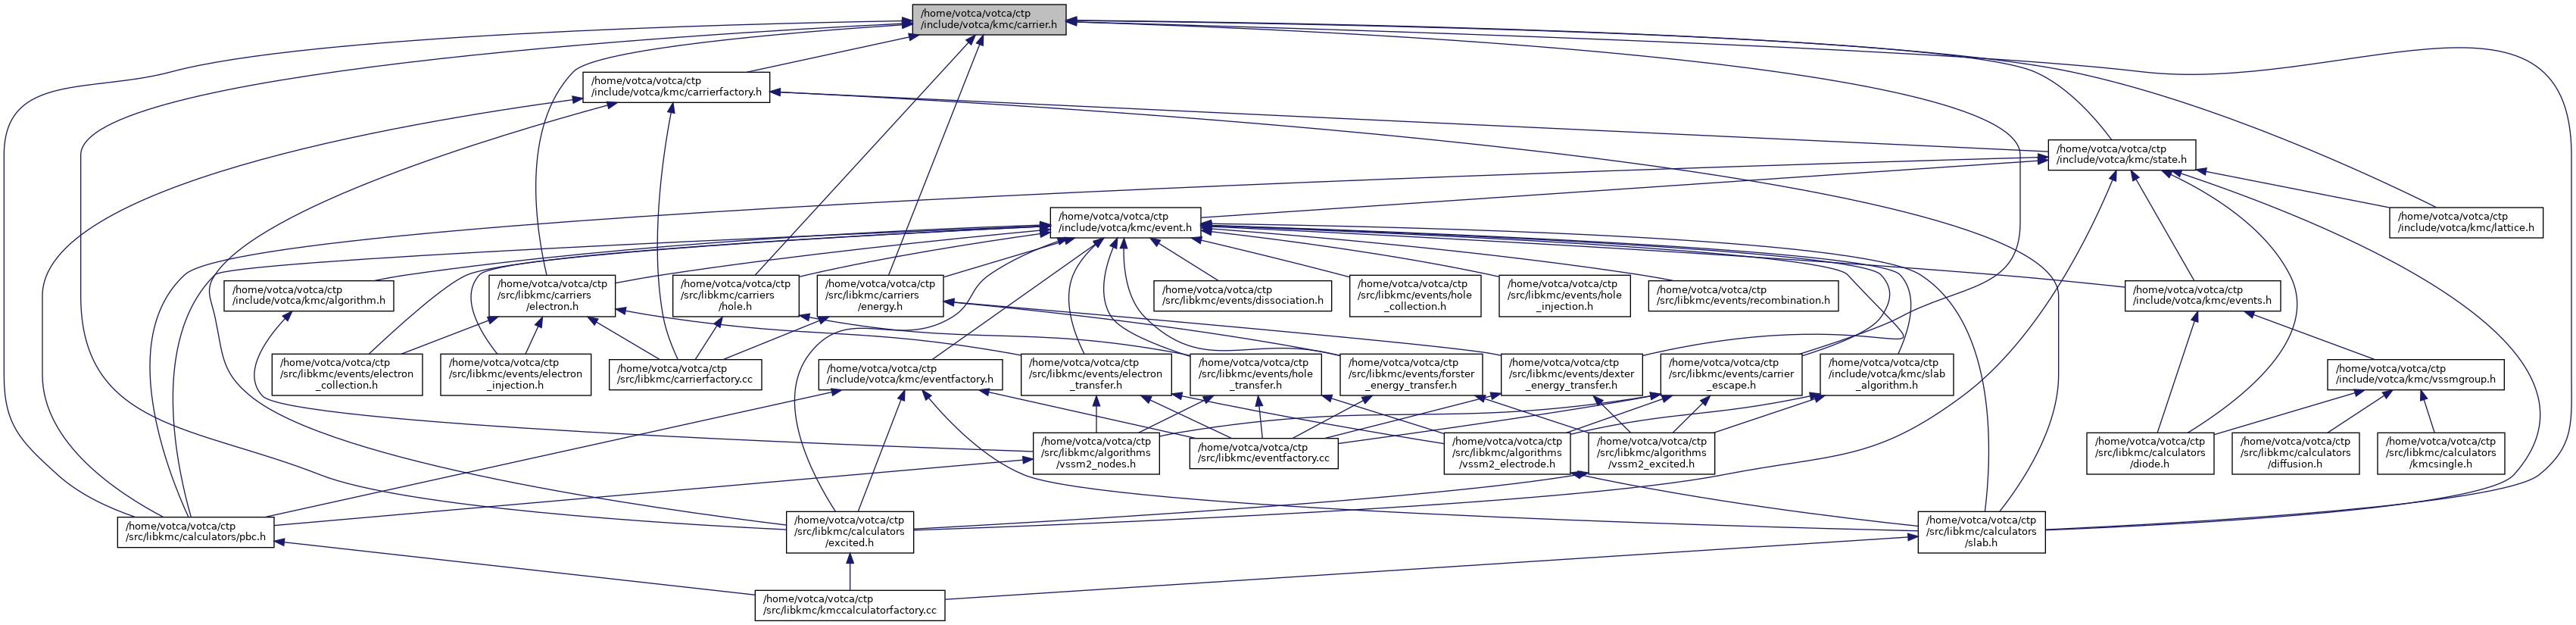 /home/votca/votca/ctp
/include/votca/kmc/carrier.h
/home/votca/votca/ctp
/include/votca/kmc/carrierfactory.h
/home/votca/votca/ctp
/include/votca/kmc/state.h
/home/votca/votca/ctp
/include/votca/kmc/event.h
/home/votca/votca/ctp
/include/votca/kmc/lattice.h
/home/votca/votca/ctp
/include/votca/kmc/algorithm.h
/home/votca/votca/ctp
/src/libkmc/carriers
/electron.h
/home/votca/votca/ctp
/src/libkmc/carriers
/hole.h
/home/votca/votca/ctp
/src/libkmc/carriers
/energy.h
/home/votca/votca/ctp
/src/libkmc/events/dissociation.h
/home/votca/votca/ctp
/src/libkmc/events/hole
_collection.h
/home/votca/votca/ctp
/src/libkmc/events/hole
_injection.h
/home/votca/votca/ctp
/src/libkmc/events/recombination.h
/home/votca/votca/ctp
/include/votca/kmc/events.h
/home/votca/votca/ctp
/src/libkmc/events/electron
_collection.h
/home/votca/votca/ctp
/src/libkmc/events/electron
_injection.h
/home/votca/votca/ctp
/src/libkmc/carrierfactory.cc
/home/votca/votca/ctp
/include/votca/kmc/eventfactory.h
/home/votca/votca/ctp
/src/libkmc/events/electron
_transfer.h
/home/votca/votca/ctp
/src/libkmc/events/hole
_transfer.h
/home/votca/votca/ctp
/src/libkmc/events/forster
_energy_transfer.h
/home/votca/votca/ctp
/src/libkmc/events/dexter
_energy_transfer.h
/home/votca/votca/ctp
/src/libkmc/events/carrier
_escape.h
/home/votca/votca/ctp
/include/votca/kmc/slab
_algorithm.h
/home/votca/votca/ctp
/include/votca/kmc/vssmgroup.h
/home/votca/votca/ctp
/src/libkmc/algorithms
/vssm2_nodes.h
/home/votca/votca/ctp
/src/libkmc/eventfactory.cc
/home/votca/votca/ctp
/src/libkmc/algorithms
/vssm2_electrode.h
/home/votca/votca/ctp
/src/libkmc/algorithms
/vssm2_excited.h
/home/votca/votca/ctp
/src/libkmc/calculators
/diode.h
/home/votca/votca/ctp
/src/libkmc/calculators
/diffusion.h
/home/votca/votca/ctp
/src/libkmc/calculators
/kmcsingle.h
/home/votca/votca/ctp
/src/libkmc/calculators/pbc.h
/home/votca/votca/ctp
/src/libkmc/calculators
/excited.h
/home/votca/votca/ctp
/src/libkmc/calculators
/slab.h
/home/votca/votca/ctp
/src/libkmc/kmccalculatorfactory.cc